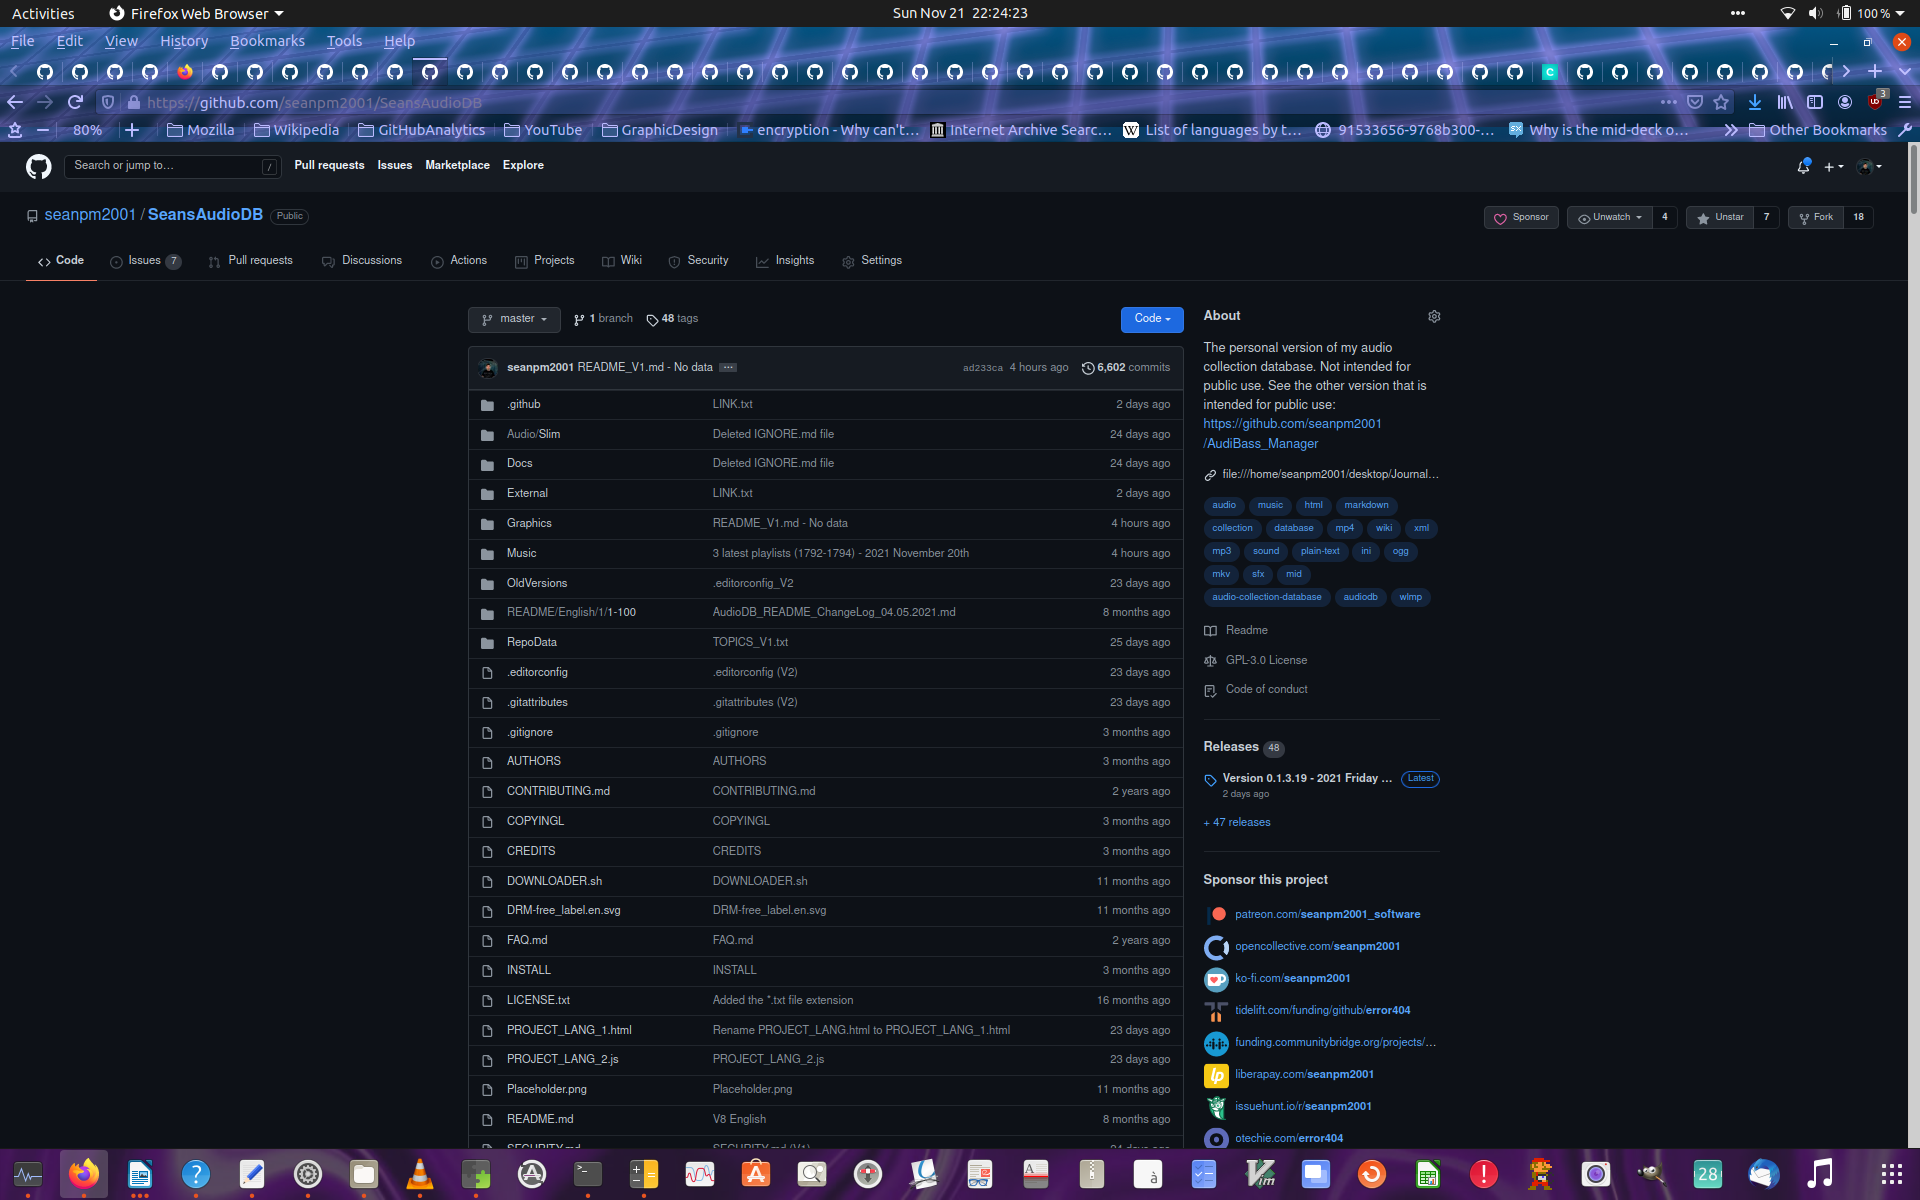 Activities
Firefox Web Browser
Sun Nov 21 22:24:23
100 %
File Edit View History Bookmarks Tools Help
https://github.com/seanpm2001/SeansAudioDB
3
80%
Mozilla
Wikipedia
GitHubAnalytics
YouTube
GraphicDesign
encryption - Why can't…
Internet Archive Searc…
List of languages by t…
91533656-9768b300-…
Why is the mid-deck o…
Other Bookmarks
Search or jump to…
/
Pull requests Issues Marketplace Explore
seanpm2001 / SeansAudioDB Public
Sponsor
Unwatch 4
Unstar 7
Fork 18
Code
Issues 7
Pull requests
Discussions
Actions
Projects
Wiki
Security
Insights
Settings
master
1 branch
48 tags
Code
seanpm2001 README_V1.md - No data … ad233ca 4 hours ago 6,602 commits
.github LINK.txt 2 days ago
Audio/Slim Deleted IGNORE.md file 24 days ago
Docs Deleted IGNORE.md file 24 days ago
External LINK.txt 2 days ago
Graphics README_V1.md - No data 4 hours ago
Music 3 latest playlists (1792-1794) - 2021 November 20th 4 hours ago
OldVersions .editorconfig_V2 23 days ago
README/English/1/1-100 AudioDB_README_ChangeLog_04.05.2021.md 8 months ago
RepoData TOPICS_V1.txt 25 days ago
.editorconfig .editorconfig (V2) 23 days ago
.gitattributes .gitattributes (V2) 23 days ago
.gitignore .gitignore 3 months ago
AUTHORS AUTHORS 3 months ago
CONTRIBUTING.md CONTRIBUTING.md 2 years ago
COPYINGL COPYINGL 3 months ago
CREDITS CREDITS 3 months ago
DOWNLOADER.sh DOWNLOADER.sh 11 months ago
DRM-free_label.en.svg DRM-free_label.en.svg 11 months ago
FAQ.md FAQ.md 2 years ago
INSTALL INSTALL 3 months ago
LICENSE.txt Added the *.txt file extension 16 months ago
PROJECT_LANG_1.html Rename PROJECT_LANG.html to PROJECT_LANG_1.html 23 days ago
PROJECT_LANG_2.js PROJECT_LANG_2.js 23 days ago
Placeholder.png Placeholder.png 11 months ago
README.md V8 English 8 months ago
SECURITY.md SECURITY.md (V1) 24 days ago
About
The personal version of my audio
collection database. Not intended for
public use. See the other version that is
intended for public use:
https://github.com/seanpm2001
/AudiBass_Manager
file:///home/seanpm2001/desktop/Journal…
audio music html markdown
collection database mp4 wiki xml
mp3 sound plain-text ini ogg
mkv sfx mid
audio-collection-database audiodb wlmp
Readme
GPL-3.0 License
Code of conduct
Releases 48
Version 0.1.3.19 - 2021 Friday … Latest
2 days ago
+ 47 releases
Sponsor this project
patreon.com/seanpm2001_software
opencollective.com/seanpm2001
ko-fi.com/seanpm2001
tidelift.com/funding/github/error404
funding.communitybridge.org/projects/…
lp liberapay.com/seanpm2001
issuehunt.io/r/seanpm2001
otechie.com/error404
28